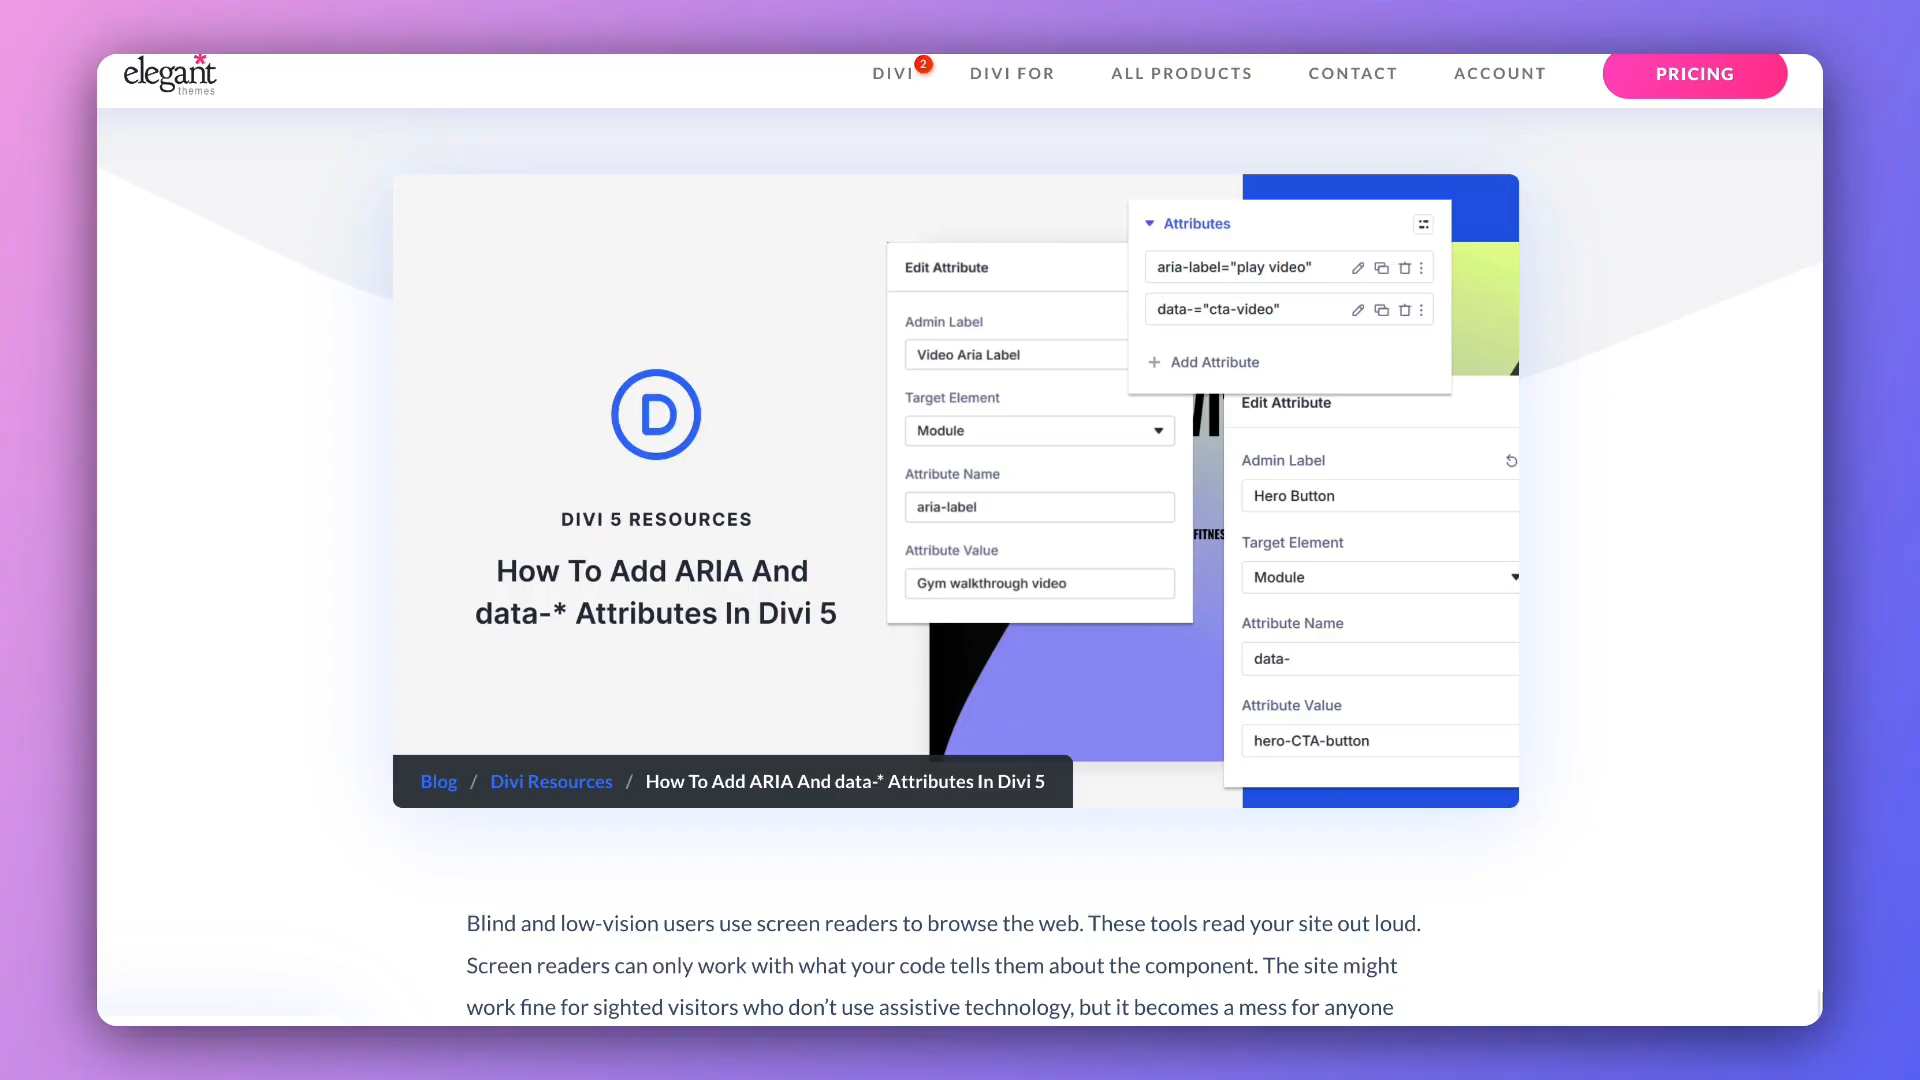 elegant
themes
DIVI 2
DIVI FOR
ALL PRODUCTS
CONTACT
ACCOUNT
PRICING
DIVI 5 RESOURCES
How To Add ARIA And
data-* Attributes In Divi 5
Edit Attribute
Admin Label
Video Aria Label
Target Element
Module
Attribute Name
aria-label
Attribute Value
Gym walkthrough video
Attributes
aria-label="play video"
data-="cta-video"
Add Attribute
FITNES
Edit Attribute
Admin Label
Hero Button
Target Element
Module
Attribute Name
data-
Attribute Value
hero-CTA-button
Blog / Divi Resources / How To Add ARIA And data-* Attributes In Divi 5
Blind and low-vision users use screen readers to browse the web. These tools read your site out loud.
Screen readers can only work with what your code tells them about the component. The site might
work fine for sighted visitors who don’t use assistive technology, but it becomes a mess for anyone